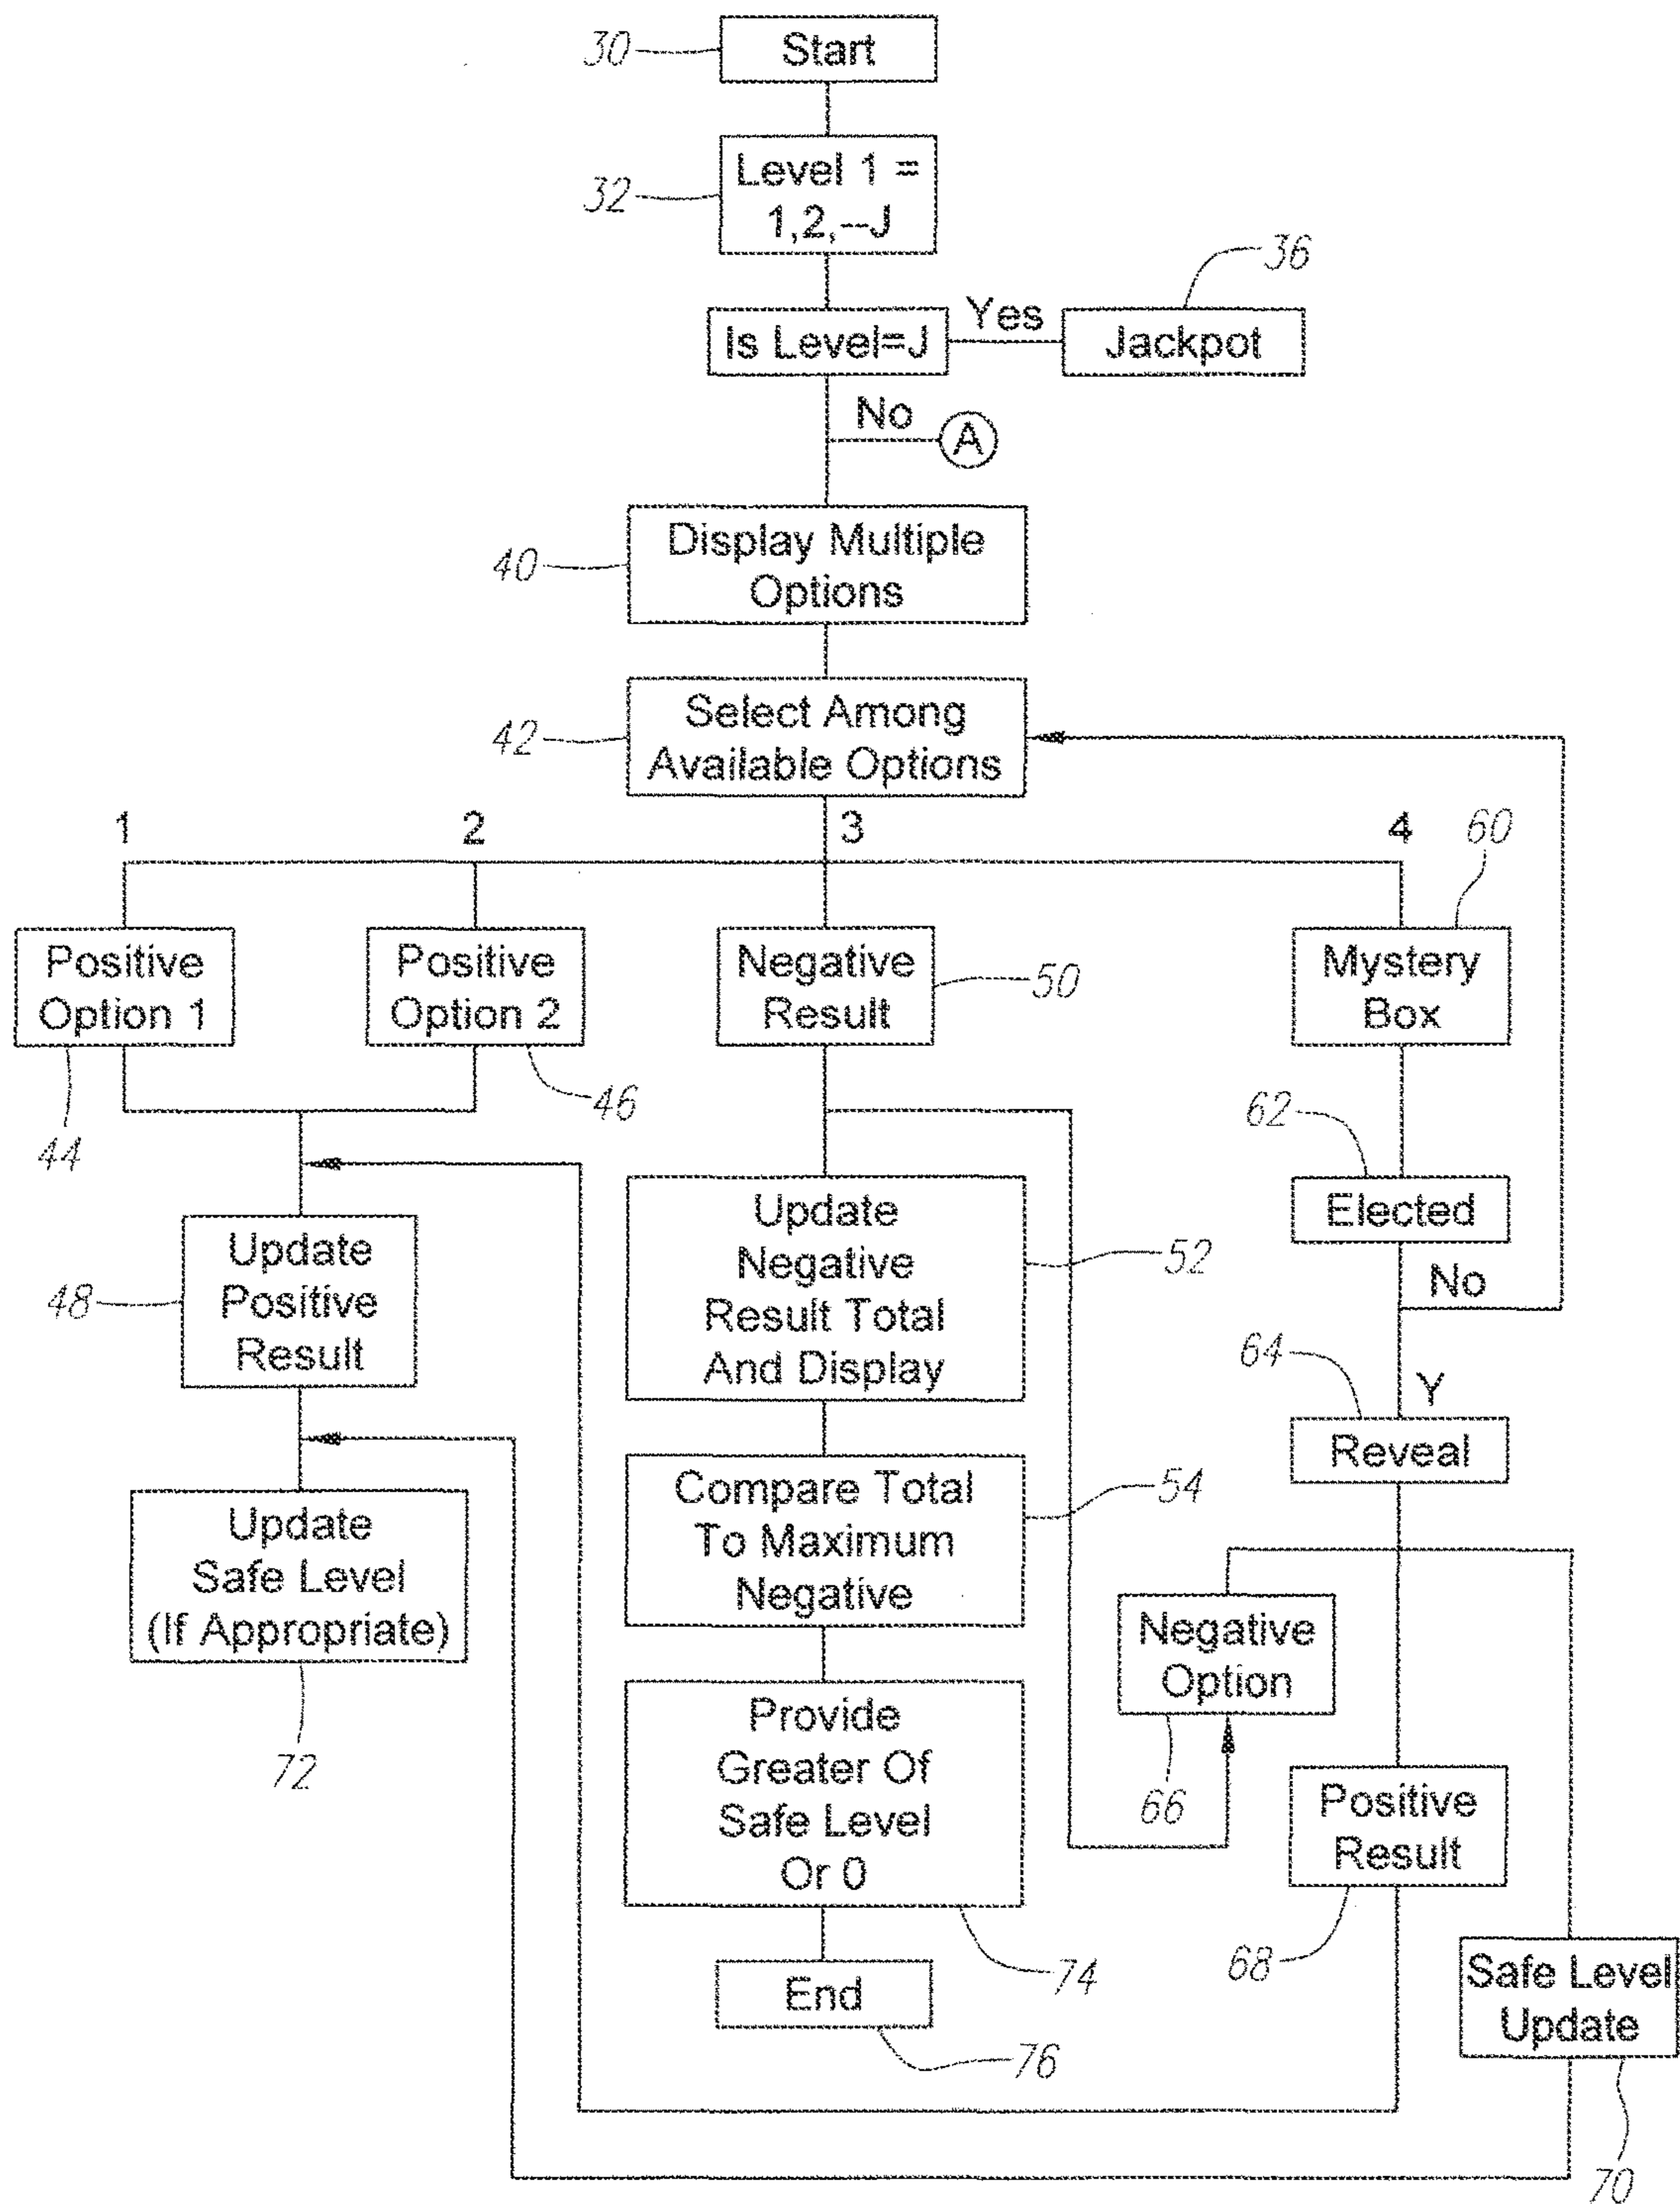 30
Start
32
Level 1 =
1,2,--J
36
Is Level=J
Yes
Jackpot
No
A
40
Display Multiple
Options
42
Select Among
Available Options
1
2
3
4
60
Positive
Option 1
Positive
Option 2
Negative
Result
50
Mystery
Box
44
46
62
Elected
No
48
Update
Positive
Result
Update
Negative
Result Total
And Display
52
64
Y
Reveal
Update
Safe Level
(If Appropriate)
72
Compare Total
To Maximum
Negative
54
Negative
Option
66
Provide
Greater Of
Safe Level
Or 0
74
Positive
Result
68
End
76
Safe Level
Update
70